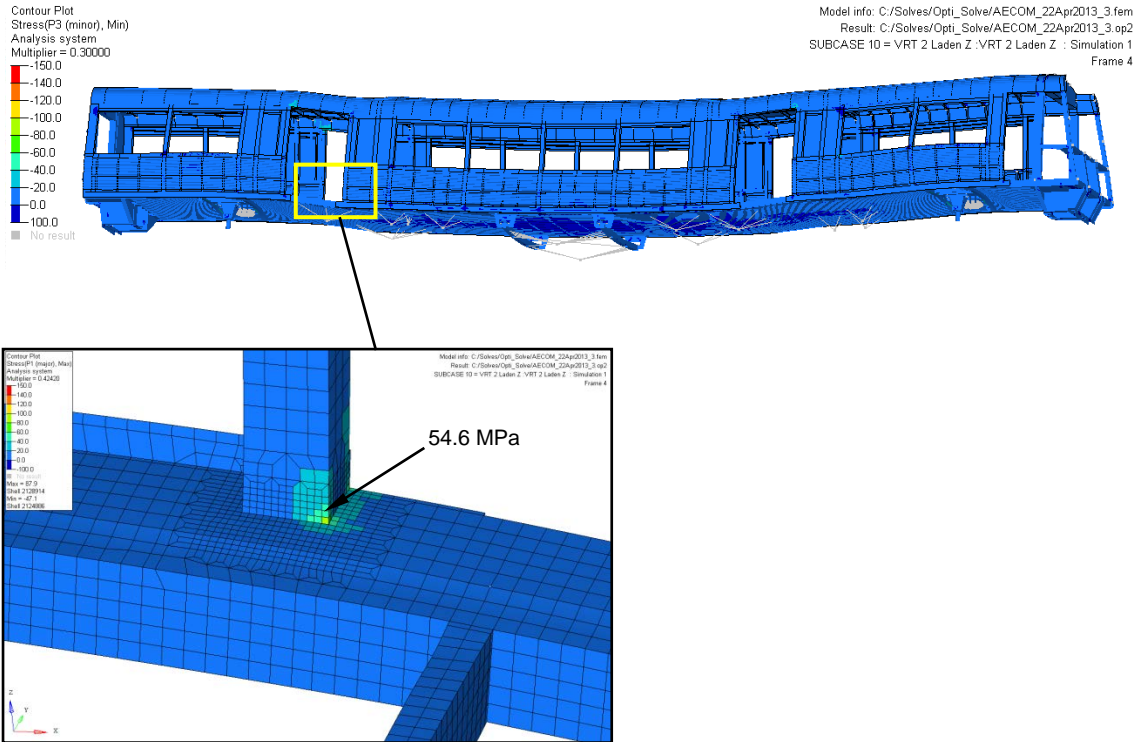 Contour Plot
Stress(P3 (minor), Min)
Analysis system
Multiplier = 0.30000
-150.0
-140.0
-120.0
-100.0
-80.0
-60.0
-40.0
-20.0
-0.0
100.0
No result
Model info: C:/Solves/Opti_Solve/AECOM_22Apr2013_3.fem
Result: C:/Solves/Opti_Solve/AECOM_22Apr2013_3.op2
SUBCASE 10 = VRT 2 Laden Z :VRT 2 Laden Z : Simulation 1
Frame 4
Contour Plot
Stress(P1 (major), Max)
Analysis system
Multiplier = 0.42420
150.0
140.0
120.0
100.0
80.0
60.0
40.0
20.0
0.0
-100.0
No result
Max = 87.9
Shell 2128914
Min = -47.1
Shell 2124886
Model info: C:/Solves/Opti_Solve/AECOM_22Apr2013_3.fem
Result: C:/Solves/Opti_Solve/AECOM_22Apr2013_3.op2
SUBCASE 10 = VRT 2 Laden Z :VRT 2 Laden Z : Simulation 1
Frame 4
54.6 MPa
Z
Y
X